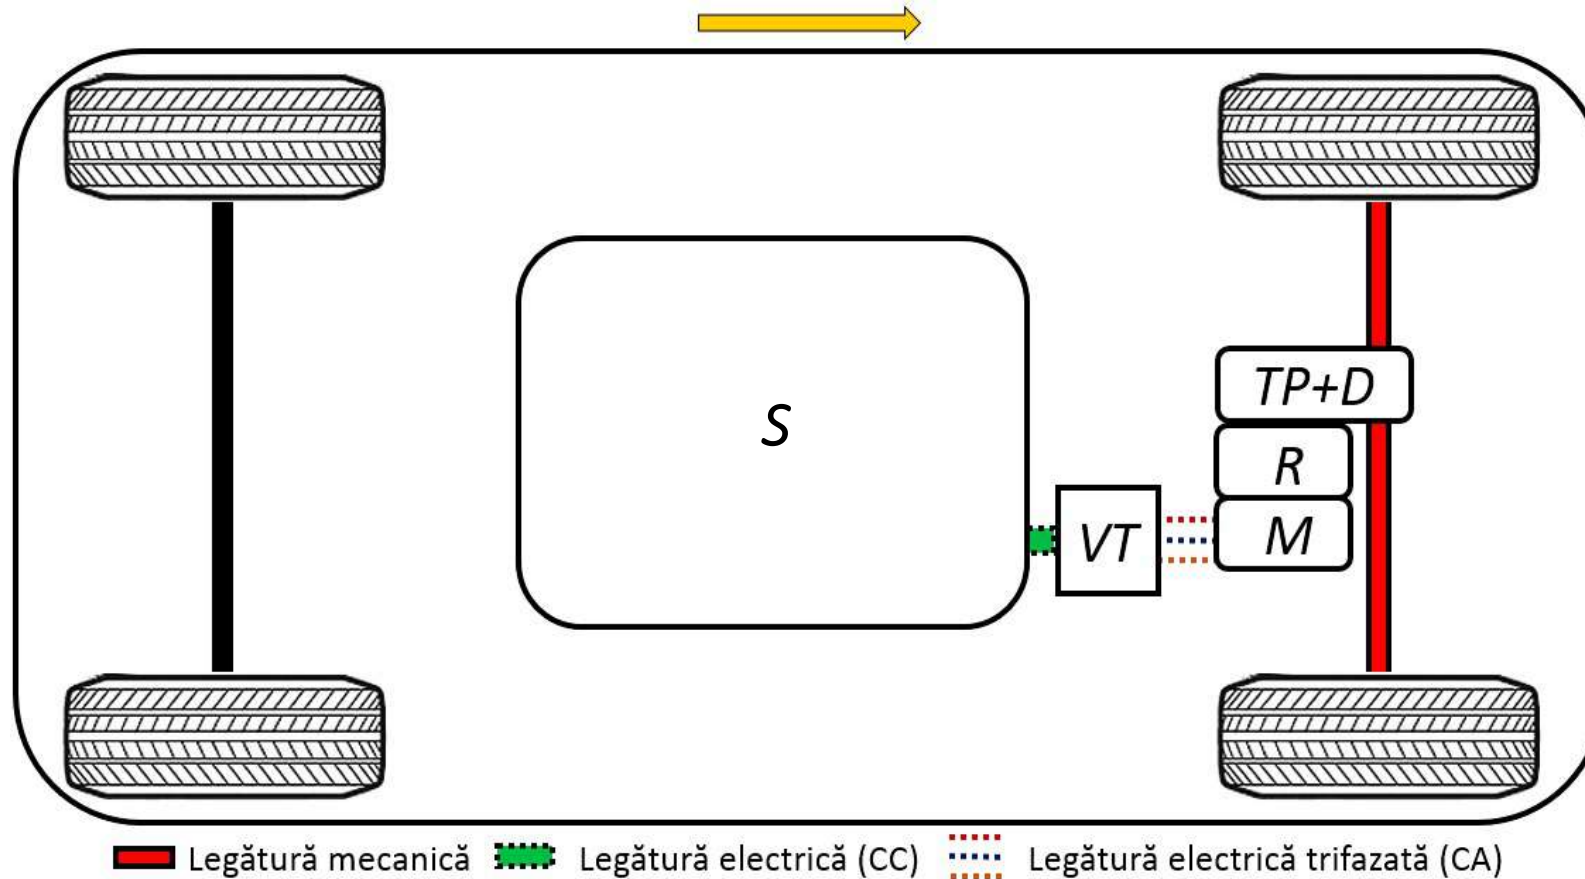 TP+D
S
R
VT
M
Legătură mecanică
Legătură electrică (CC)
Legătură electrică trifazată (CA)